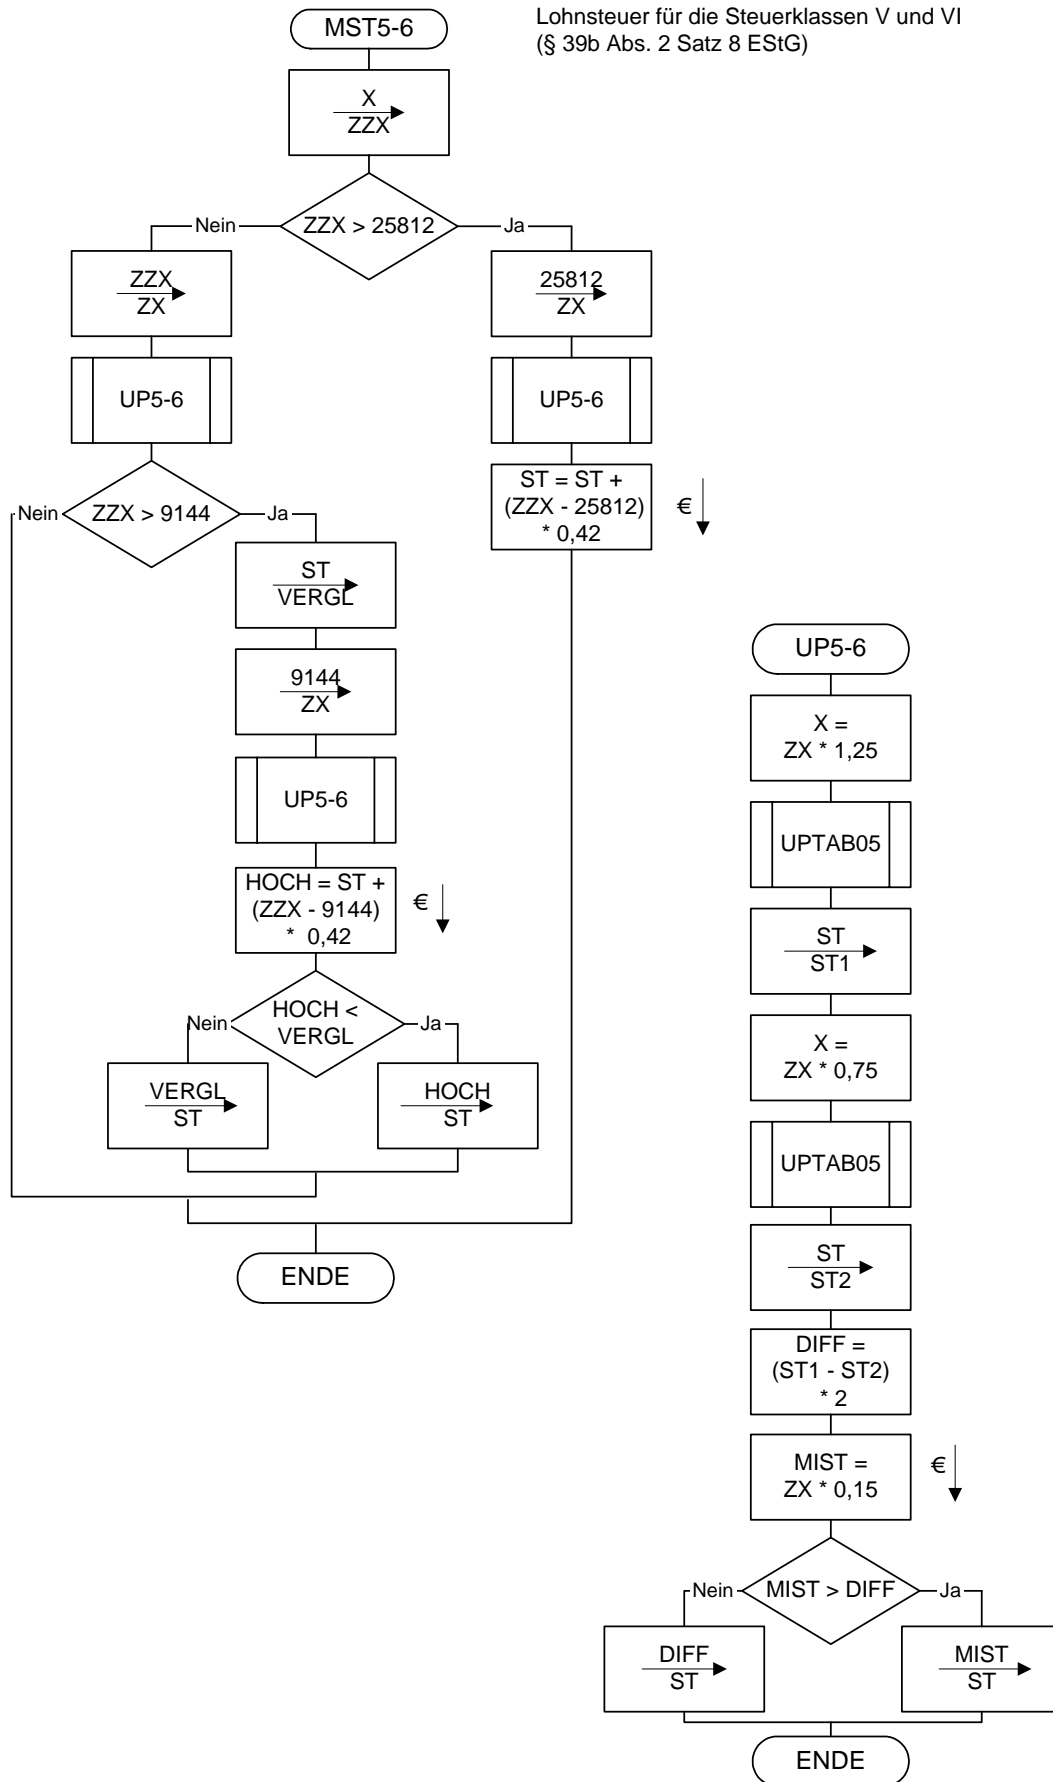 Lohnsteuer für die Steuerklassen V und VI
(§ 39b Abs. 2 Satz 8 EStG)
MST5-6
X
ZZX
ZZX > 25812
Nein
Ja
ZZX
ZX
25812
ZX
UP5-6
UP5-6
ST = ST +
(ZZX - 25812)
* 0,42
€
ZZX > 9144
Nein
Ja
ST
VERGL
9144
ZX
UP5-6
HOCH = ST +
(ZZX - 9144)
* 0,42
€
HOCH <
VERGL
Nein
Ja
VERGL
ST
HOCH
ST
ENDE
UP5-6
X =
ZX * 1,25
UPTAB05
ST
ST1
X =
ZX * 0,75
UPTAB05
ST
ST2
DIFF =
(ST1 - ST2)
* 2
MIST =
ZX * 0,15
€
MIST > DIFF
Nein
Ja
DIFF
ST
MIST
ST
ENDE